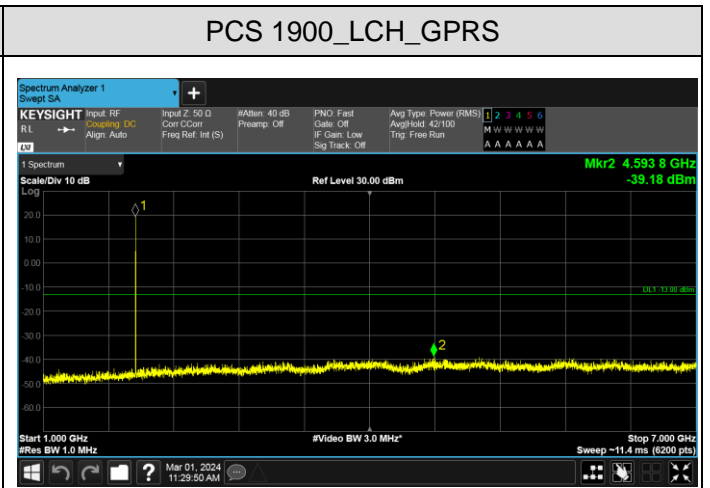 PCS 1900_LCH_GPRS
Spectrum Analyzer 1
Swept SA
KEYSIGHT
RL
LXI
Input: RF
Coupling: DC
Align: Auto
Input Z: 50 Ω
Corr CCorr
Freq Ref: Int (S)
#Atten: 40 dB
Preamp: Off
PNO: Fast
Gate: Off
IF Gain: Low
Sig Track: Off
Avg Type: Power (RMS)
Avg|Hold: 42/100
Trig: Free Run
1 2 3 4 5 6
M W W W W W
A A A A A A
1 Spectrum
Mkr2 4.593 8 GHz
-39.18 dBm
Scale/Div 10 dB
Ref Level 30.00 dBm
Log
1
20.0
10.0
0.00
-10.0
DL1 -13.00 dBm
-20.0
-30.0
2
-40.0
-50.0
-60.0
Start 1.000 GHz
#Video BW 3.0 MHz*
Stop 7.000 GHz
#Res BW 1.0 MHz
Sweep ~11.4 ms (6200 pts)
?
Mar 01, 2024
11:29:50 AM